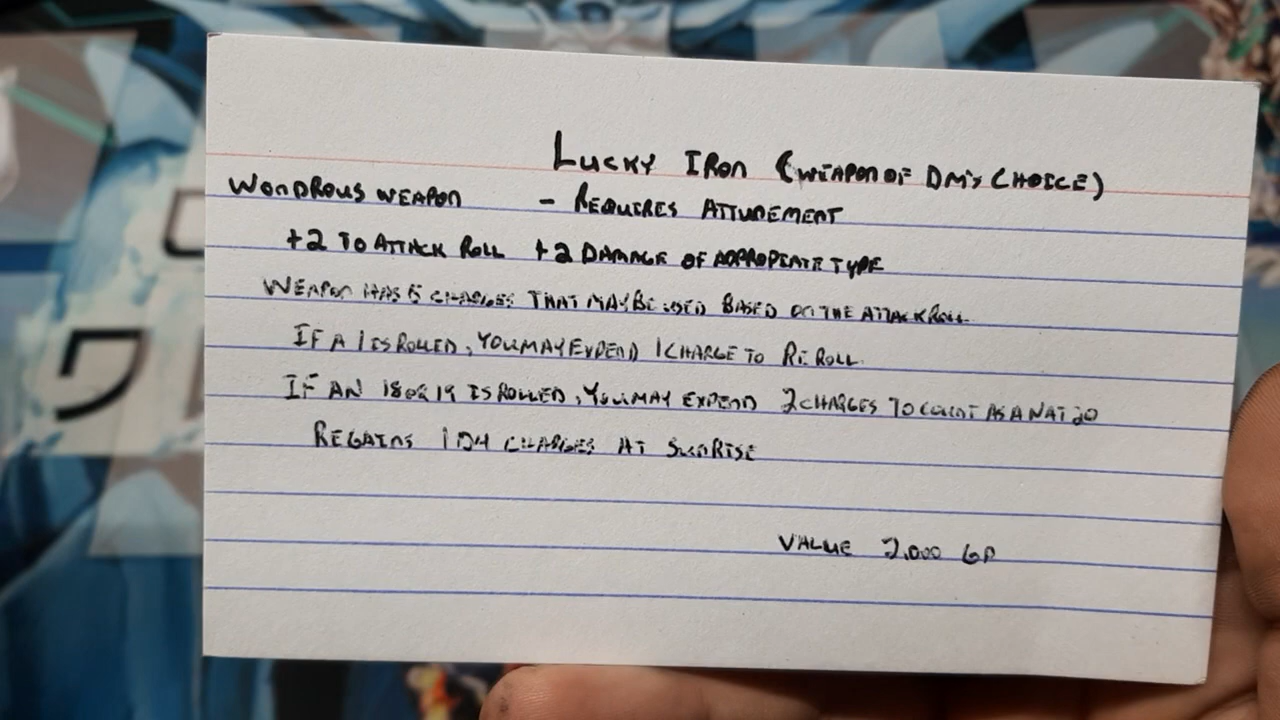 LUCKY IRON (WEAPON OF DM's CHOICE)
WONDROUS WEAPON - REQUIRES ATTUNEMENT
+2 TO ATTACK ROLL +2 DAMAGE OF APPROPRIATE TYPE
WEAPON HAS 5 CHARGES THAT MAY BE USED BASED ON THE ATTACK ROLL
IF A 1 IS ROLLED, YOU MAY EXPEND 1 CHARGE TO REROLL.
IF AN 18 OR 19 IS ROLLED, YOU MAY EXPEND 2 CHARGES TO COUNT AS A NAT 20
REGAINS 1D4 CHARGES AT SUNRISE
VALUE 2,000 GP